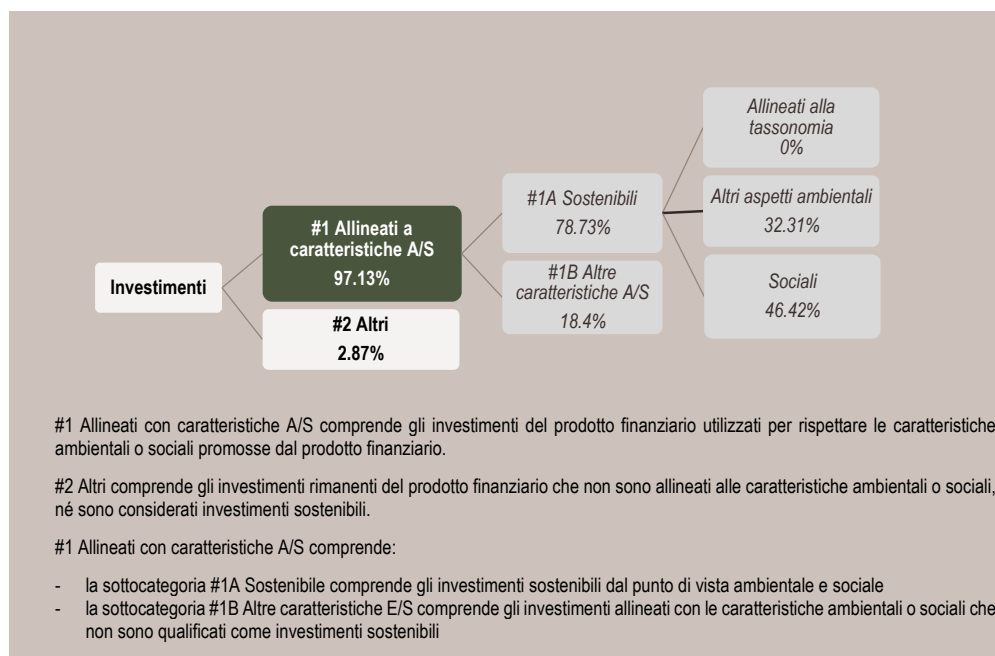 Investimenti
#1 Allineati a
caratteristiche A/S
97.13%
#2 Altri
2.87%
#1A Sostenibili
78.73%
#1B Altre
caratteristiche A/S
18.4%
Allineati alla
tassonomia
0%
Altri aspetti ambientali
32.31%
Sociali
46.42%
#1 Allineati con caratteristiche A/S comprende gli investimenti del prodotto finanziario utilizzati per rispettare le caratteristiche
ambientali o sociali promosse dal prodotto finanziario.
#2 Altri comprende gli investimenti rimanenti del prodotto finanziario che non sono allineati alle caratteristiche ambientali o sociali,
né sono considerati investimenti sostenibili.
#1 Allineati con caratteristiche A/S comprende:
- la sottocategoria #1A Sostenibile comprende gli investimenti sostenibili dal punto di vista ambientale e sociale
- la sottocategoria #1B Altre caratteristiche E/S comprende gli investimenti allineati con le caratteristiche ambientali o sociali che
non sono qualificati come investimenti sostenibili